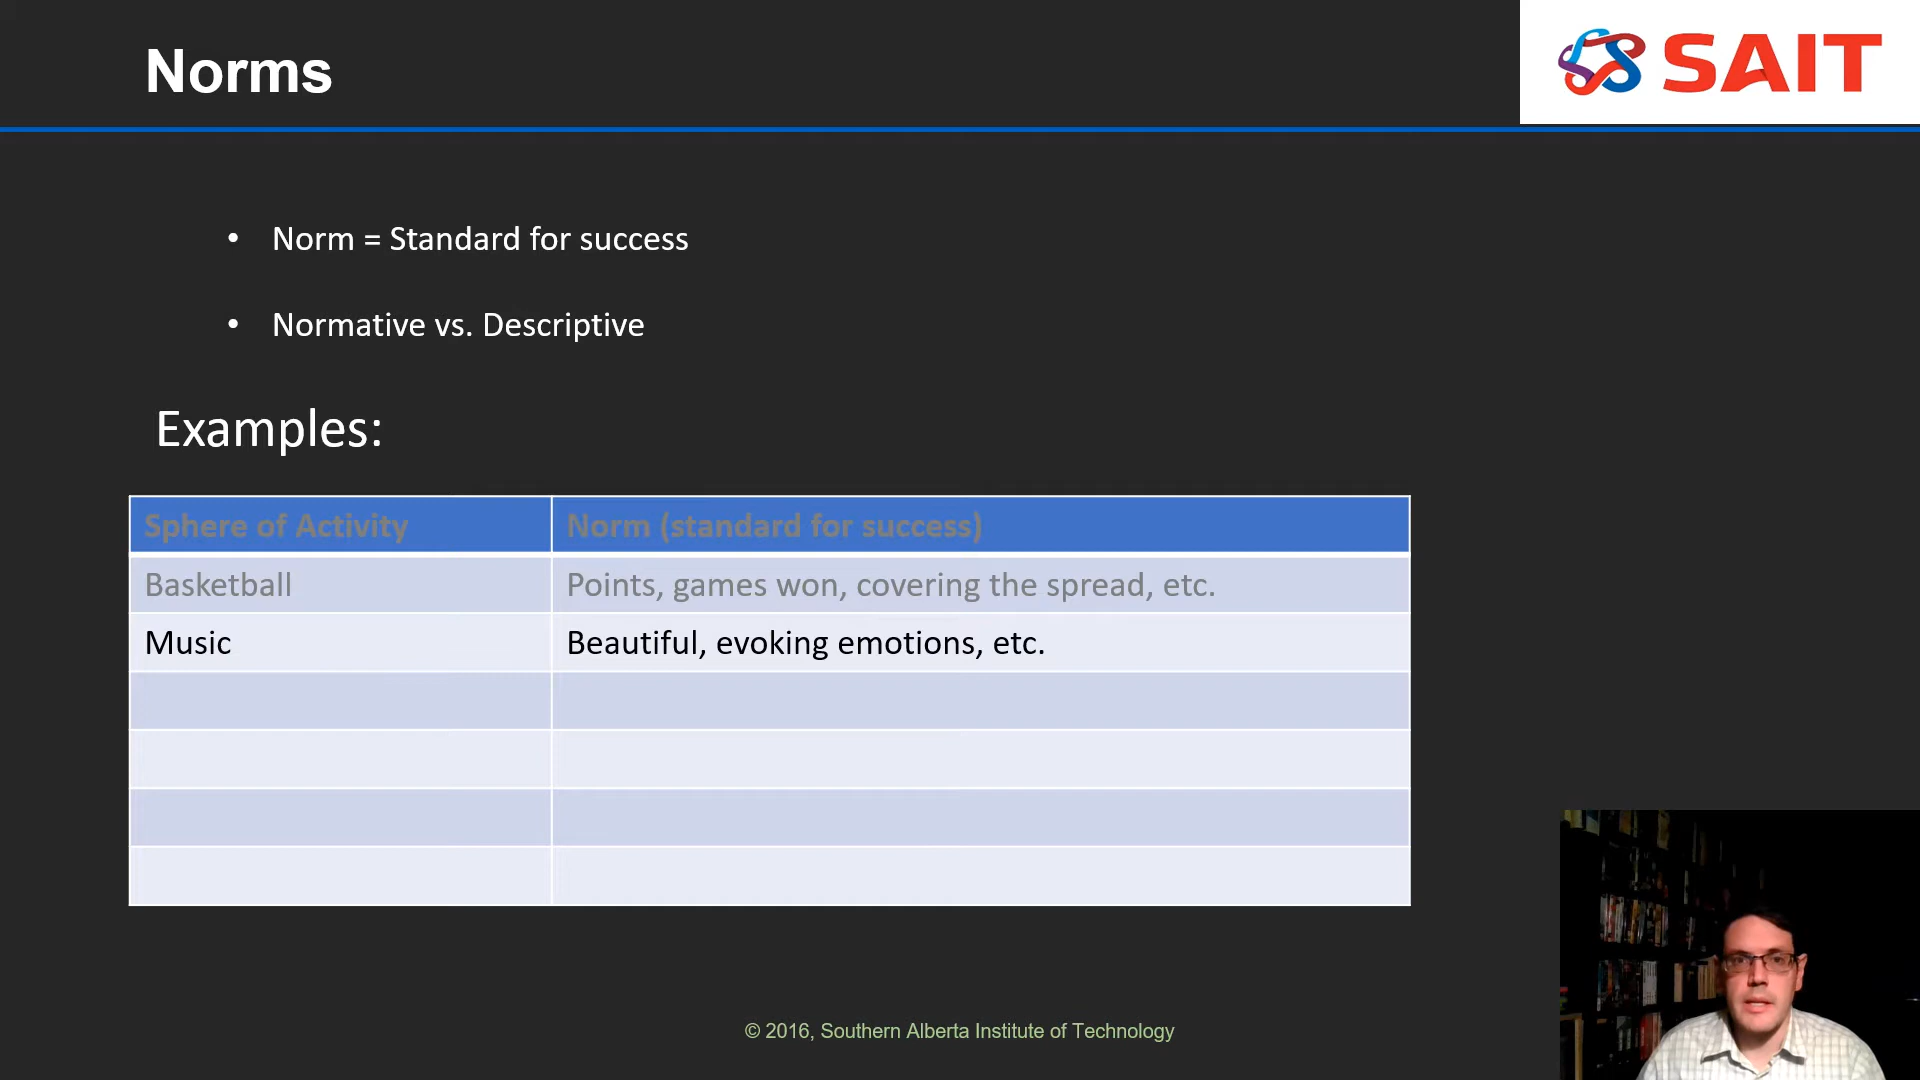 Norms
SAIT
• Norm = Standard for success
• Normative vs. Descriptive
Examples:
Sphere of Activity Norm (standard for success)
Basketball Points, games won, covering the spread, etc.
Music Beautiful, evoking emotions, etc.
© 2016, Southern Alberta Institute of Technology